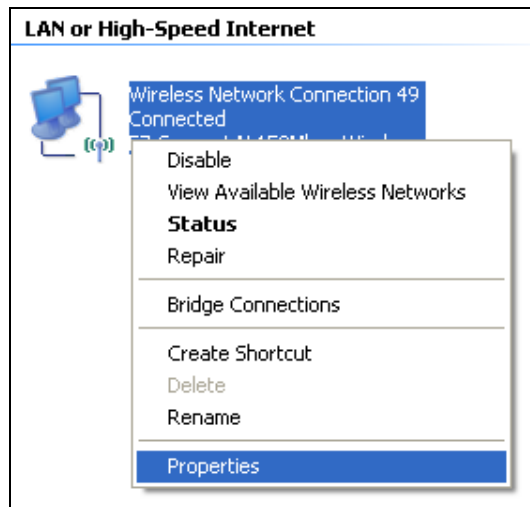 LAN or High-Speed Internet
Wireless Network Connection 49
Connected
Disable
View Available Wireless Networks
Status
Repair
Bridge Connections
Create Shortcut
Delete
Rename
Properties